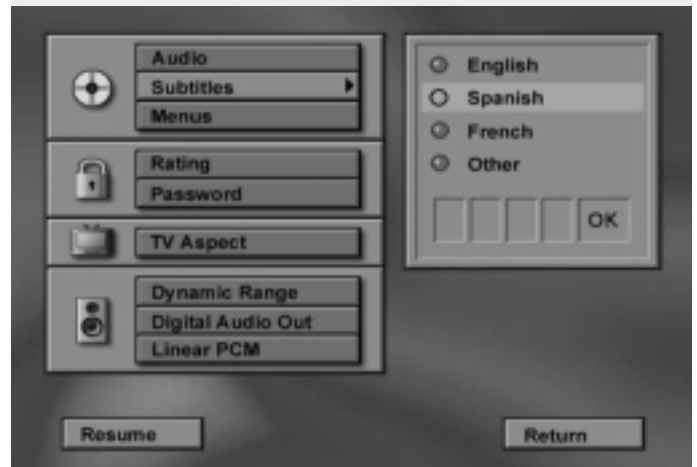 Audio
Subtitles
Menus
Rating
Password
TV Aspect
Dynamic Range
Digital Audio Out
Linear PCM
English
Spanish
French
Other
OK
Resume
Return